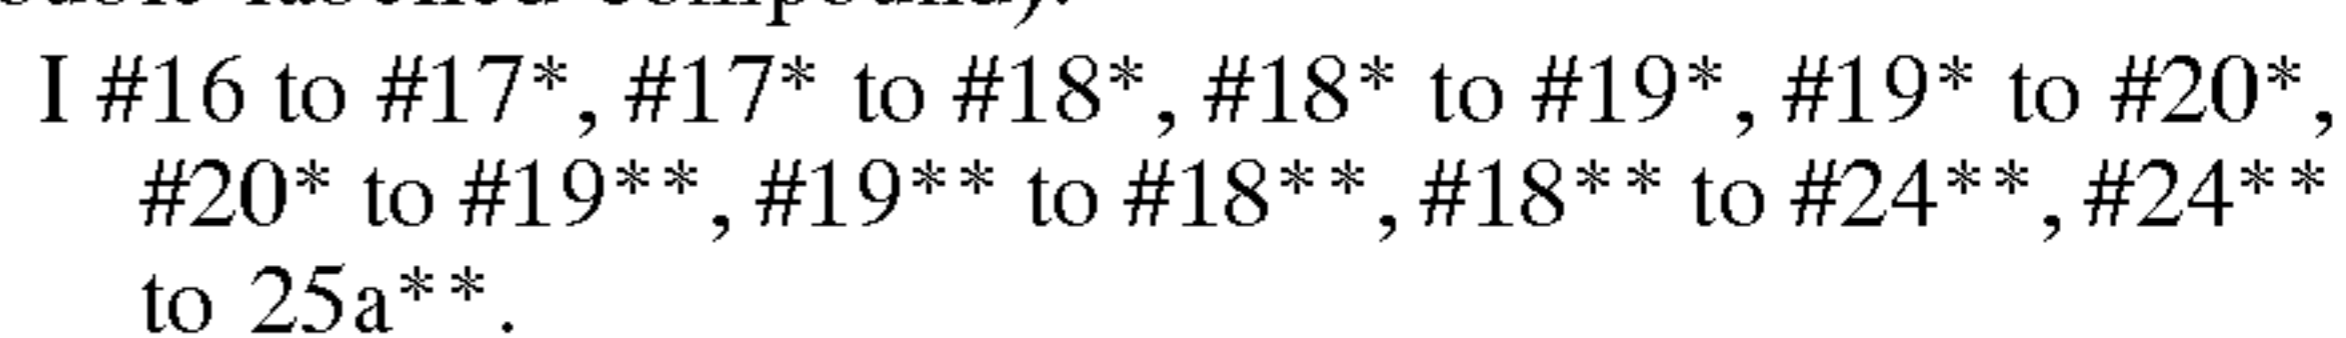 I #16 to #17*, #17* to #18*, #18* to #19*, #19* to #20*,
#20* to #19**, #19** to #18**, #18** to #24**, #24**
to 25a**.